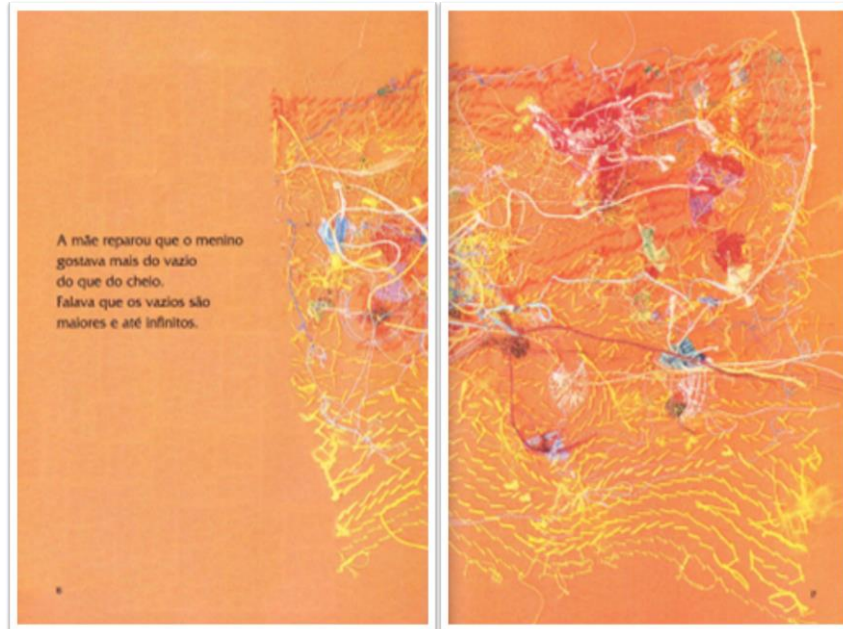 A mãe reparou que o menino
gostava mais do vazio
do que do cheio.
Falava que os vazios são
maiores e até infinitos.